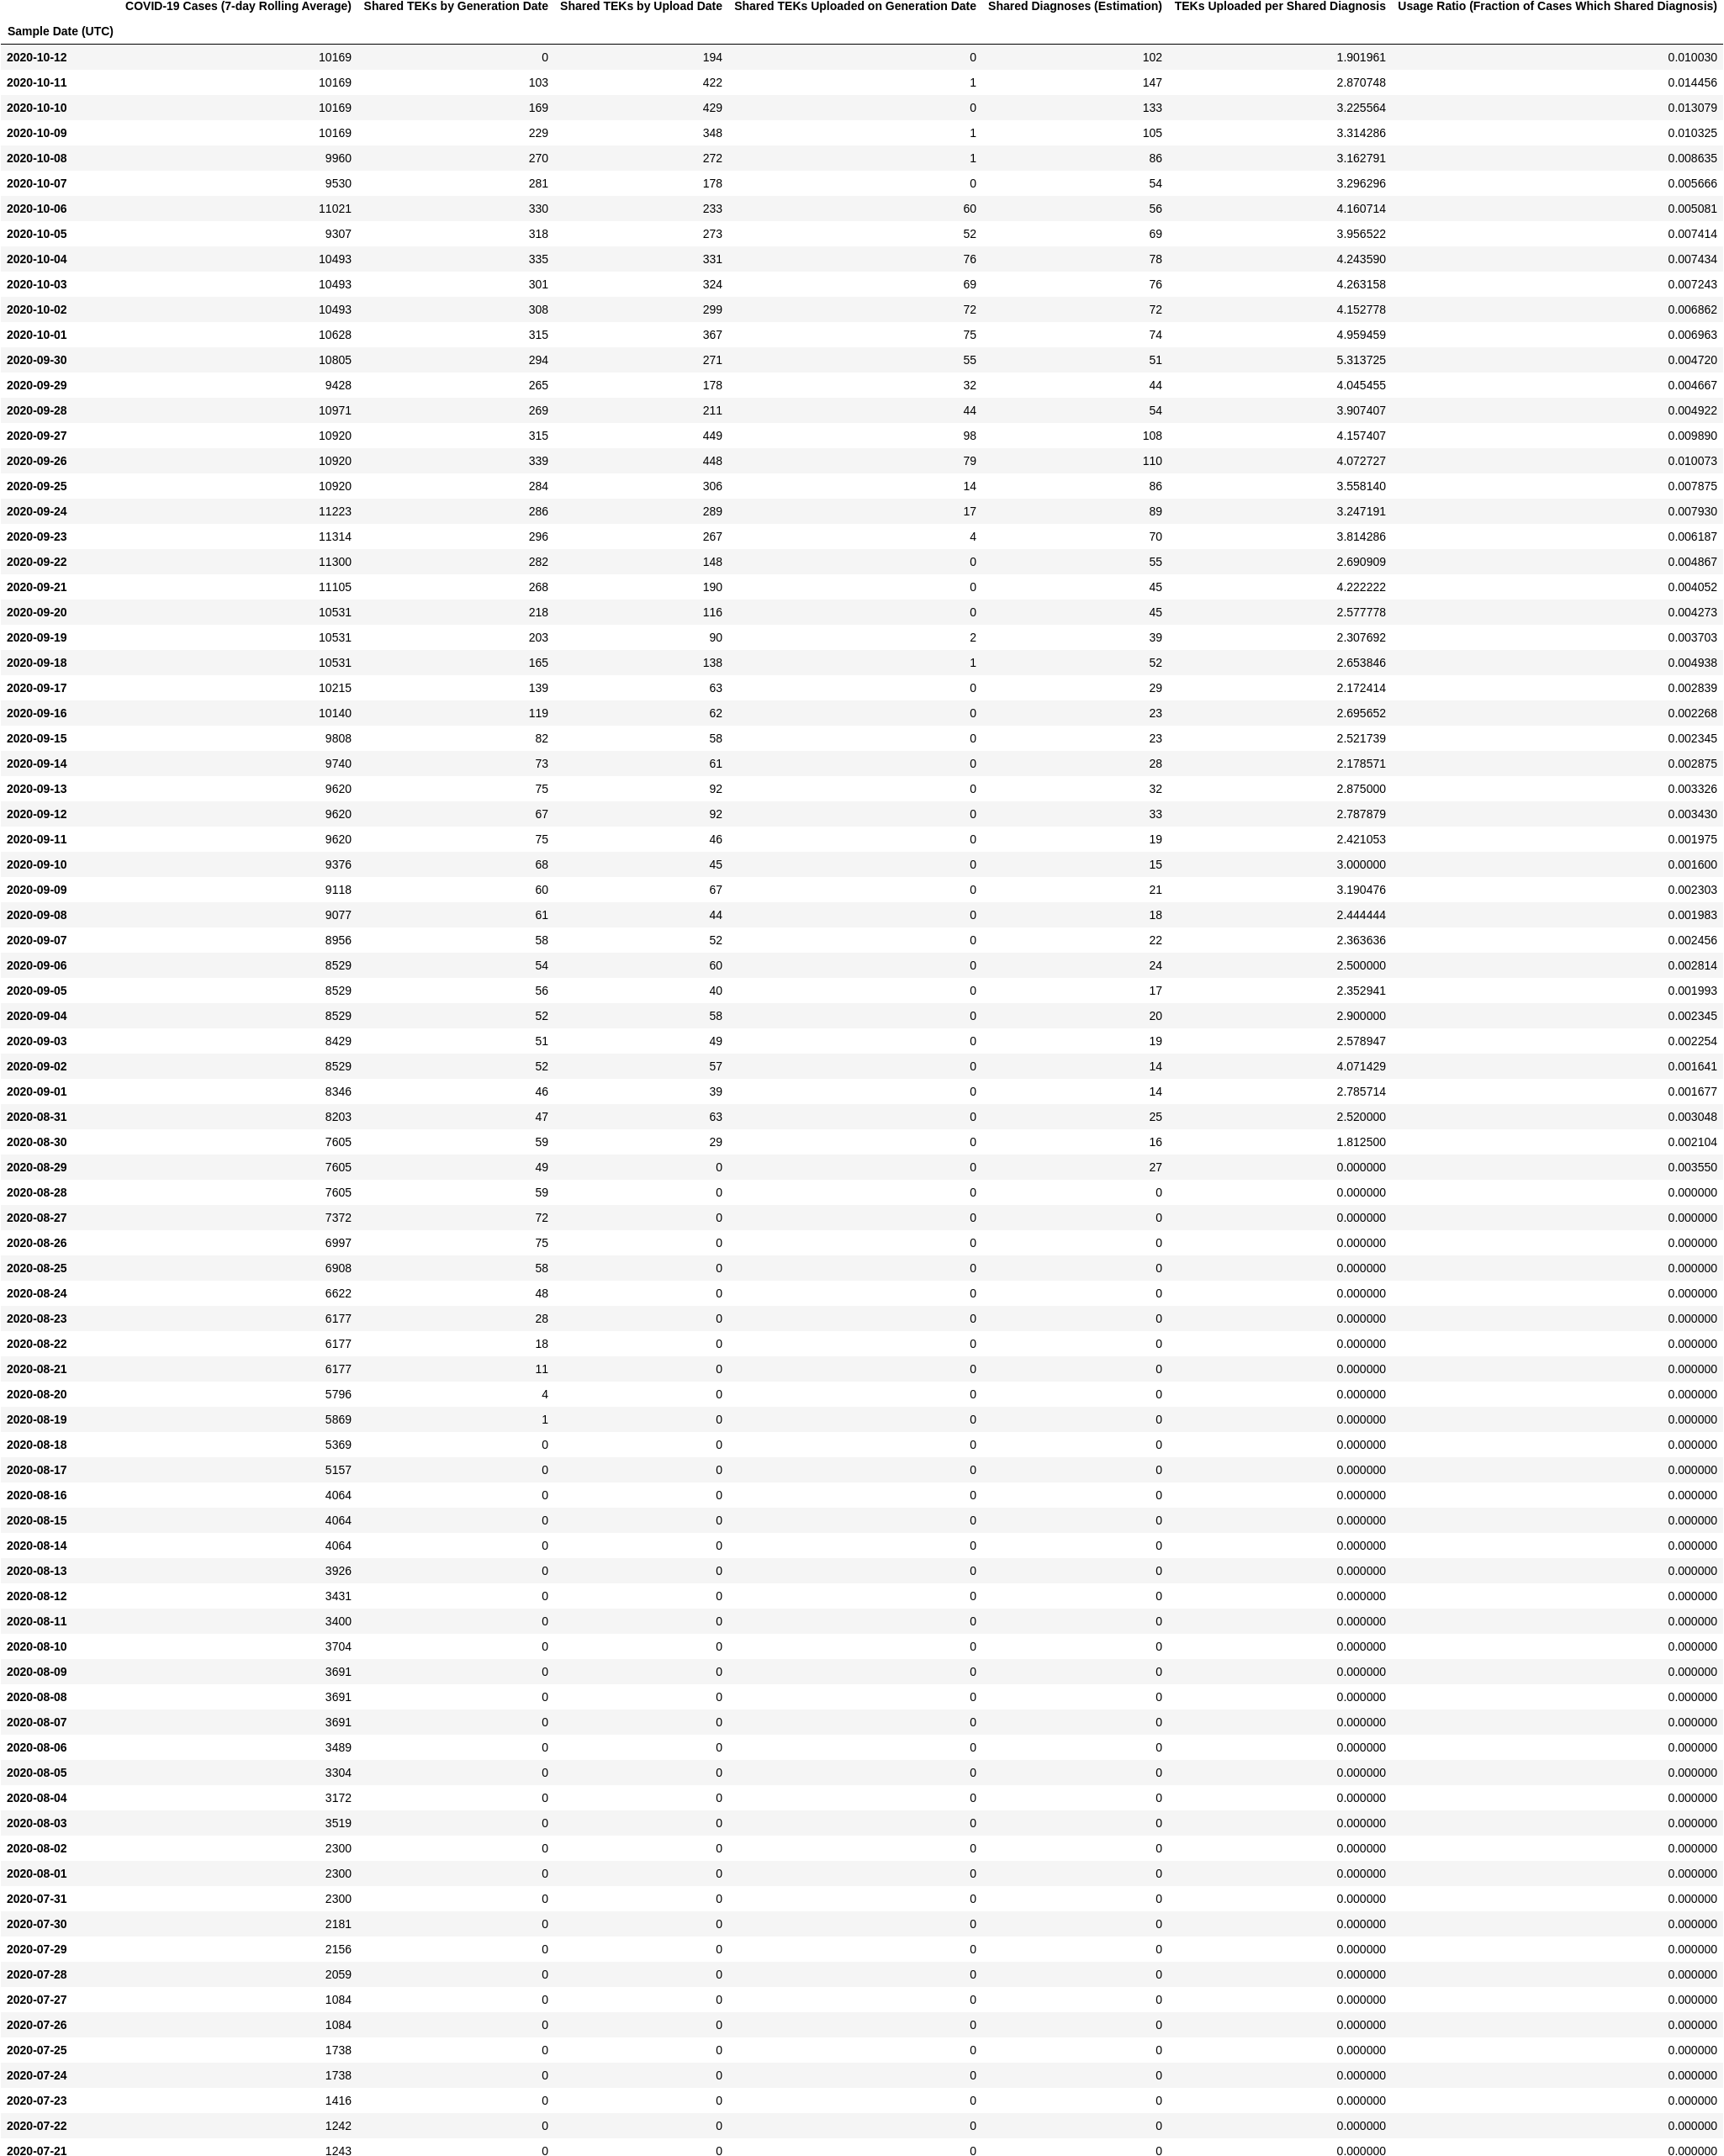 COVID-19 Cases (7-day Rolling Average) Shared TEKs by Generation Date Shared TEKs by Upload Date Shared TEKs Uploaded on Generation Date Shared Diagnoses (Estimation) TEKs Uploaded per Shared Diagnosis Usage Ratio (Fraction of Cases Which Shared Diagnosis)
Sample Date (UTC)
2020-10-12 10169 0 194 0 102 1.901961 0.010030
2020-10-11 10169 103 422 1 147 2.870748 0.014456
2020-10-10 10169 169 429 0 133 3.225564 0.013079
2020-10-09 10169 229 348 1 105 3.314286 0.010325
2020-10-08 9960 270 272 1 86 3.162791 0.008635
2020-10-07 9530 281 178 0 54 3.296296 0.005666
2020-10-06 11021 330 233 60 56 4.160714 0.005081
2020-10-05 9307 318 273 52 69 3.956522 0.007414
2020-10-04 10493 335 331 76 78 4.243590 0.007434
2020-10-03 10493 301 324 69 76 4.263158 0.007243
2020-10-02 10493 308 299 72 72 4.152778 0.006862
2020-10-01 10628 315 367 75 74 4.959459 0.006963
2020-09-30 10805 294 271 55 51 5.313725 0.004720
2020-09-29 9428 265 178 32 44 4.045455 0.004667
2020-09-28 10971 269 211 44 54 3.907407 0.004922
2020-09-27 10920 315 449 98 108 4.157407 0.009890
2020-09-26 10920 339 448 79 110 4.072727 0.010073
2020-09-25 10920 284 306 14 86 3.558140 0.007875
2020-09-24 11223 286 289 17 89 3.247191 0.007930
2020-09-23 11314 296 267 4 70 3.814286 0.006187
2020-09-22 11300 282 148 0 55 2.690909 0.004867
2020-09-21 11105 268 190 0 45 4.222222 0.004052
2020-09-20 10531 218 116 0 45 2.577778 0.004273
2020-09-19 10531 203 90 2 39 2.307692 0.003703
2020-09-18 10531 165 138 1 52 2.653846 0.004938
2020-09-17 10215 139 63 0 29 2.172414 0.002839
2020-09-16 10140 119 62 0 23 2.695652 0.002268
2020-09-15 9808 82 58 0 23 2.521739 0.002345
2020-09-14 9740 73 61 0 28 2.178571 0.002875
2020-09-13 9620 75 92 0 32 2.875000 0.003326
2020-09-12 9620 67 92 0 33 2.787879 0.003430
2020-09-11 9620 75 46 0 19 2.421053 0.001975
2020-09-10 9376 68 45 0 15 3.000000 0.001600
2020-09-09 9118 60 67 0 21 3.190476 0.002303
2020-09-08 9077 61 44 0 18 2.444444 0.001983
2020-09-07 8956 58 52 0 22 2.363636 0.002456
2020-09-06 8529 54 60 0 24 2.500000 0.002814
2020-09-05 8529 56 40 0 17 2.352941 0.001993
2020-09-04 8529 52 58 0 20 2.900000 0.002345
2020-09-03 8429 51 49 0 19 2.578947 0.002254
2020-09-02 8529 52 57 0 14 4.071429 0.001641
2020-09-01 8346 46 39 0 14 2.785714 0.001677
2020-08-31 8203 47 63 0 25 2.520000 0.003048
2020-08-30 7605 59 29 0 16 1.812500 0.002104
2020-08-29 7605 49 0 0 27 0.000000 0.003550
2020-08-28 7605 59 0 0 0 0.000000 0.000000
2020-08-27 7372 72 0 0 0 0.000000 0.000000
2020-08-26 6997 75 0 0 0 0.000000 0.000000
2020-08-25 6908 58 0 0 0 0.000000 0.000000
2020-08-24 6622 48 0 0 0 0.000000 0.000000
2020-08-23 6177 28 0 0 0 0.000000 0.000000
2020-08-22 6177 18 0 0 0 0.000000 0.000000
2020-08-21 6177 11 0 0 0 0.000000 0.000000
2020-08-20 5796 4 0 0 0 0.000000 0.000000
2020-08-19 5869 1 0 0 0 0.000000 0.000000
2020-08-18 5369 0 0 0 0 0.000000 0.000000
2020-08-17 5157 0 0 0 0 0.000000 0.000000
2020-08-16 4064 0 0 0 0 0.000000 0.000000
2020-08-15 4064 0 0 0 0 0.000000 0.000000
2020-08-14 4064 0 0 0 0 0.000000 0.000000
2020-08-13 3926 0 0 0 0 0.000000 0.000000
2020-08-12 3431 0 0 0 0 0.000000 0.000000
2020-08-11 3400 0 0 0 0 0.000000 0.000000
2020-08-10 3704 0 0 0 0 0.000000 0.000000
2020-08-09 3691 0 0 0 0 0.000000 0.000000
2020-08-08 3691 0 0 0 0 0.000000 0.000000
2020-08-07 3691 0 0 0 0 0.000000 0.000000
2020-08-06 3489 0 0 0 0 0.000000 0.000000
2020-08-05 3304 0 0 0 0 0.000000 0.000000
2020-08-04 3172 0 0 0 0 0.000000 0.000000
2020-08-03 3519 0 0 0 0 0.000000 0.000000
2020-08-02 2300 0 0 0 0 0.000000 0.000000
2020-08-01 2300 0 0 0 0 0.000000 0.000000
2020-07-31 2300 0 0 0 0 0.000000 0.000000
2020-07-30 2181 0 0 0 0 0.000000 0.000000
2020-07-29 2156 0 0 0 0 0.000000 0.000000
2020-07-28 2059 0 0 0 0 0.000000 0.000000
2020-07-27 1084 0 0 0 0 0.000000 0.000000
2020-07-26 1084 0 0 0 0 0.000000 0.000000
2020-07-25 1738 0 0 0 0 0.000000 0.000000
2020-07-24 1738 0 0 0 0 0.000000 0.000000
2020-07-23 1416 0 0 0 0 0.000000 0.000000
2020-07-22 1242 0 0 0 0 0.000000 0.000000
2020-07-21 1243 0 0 0 0 0.000000 0.000000